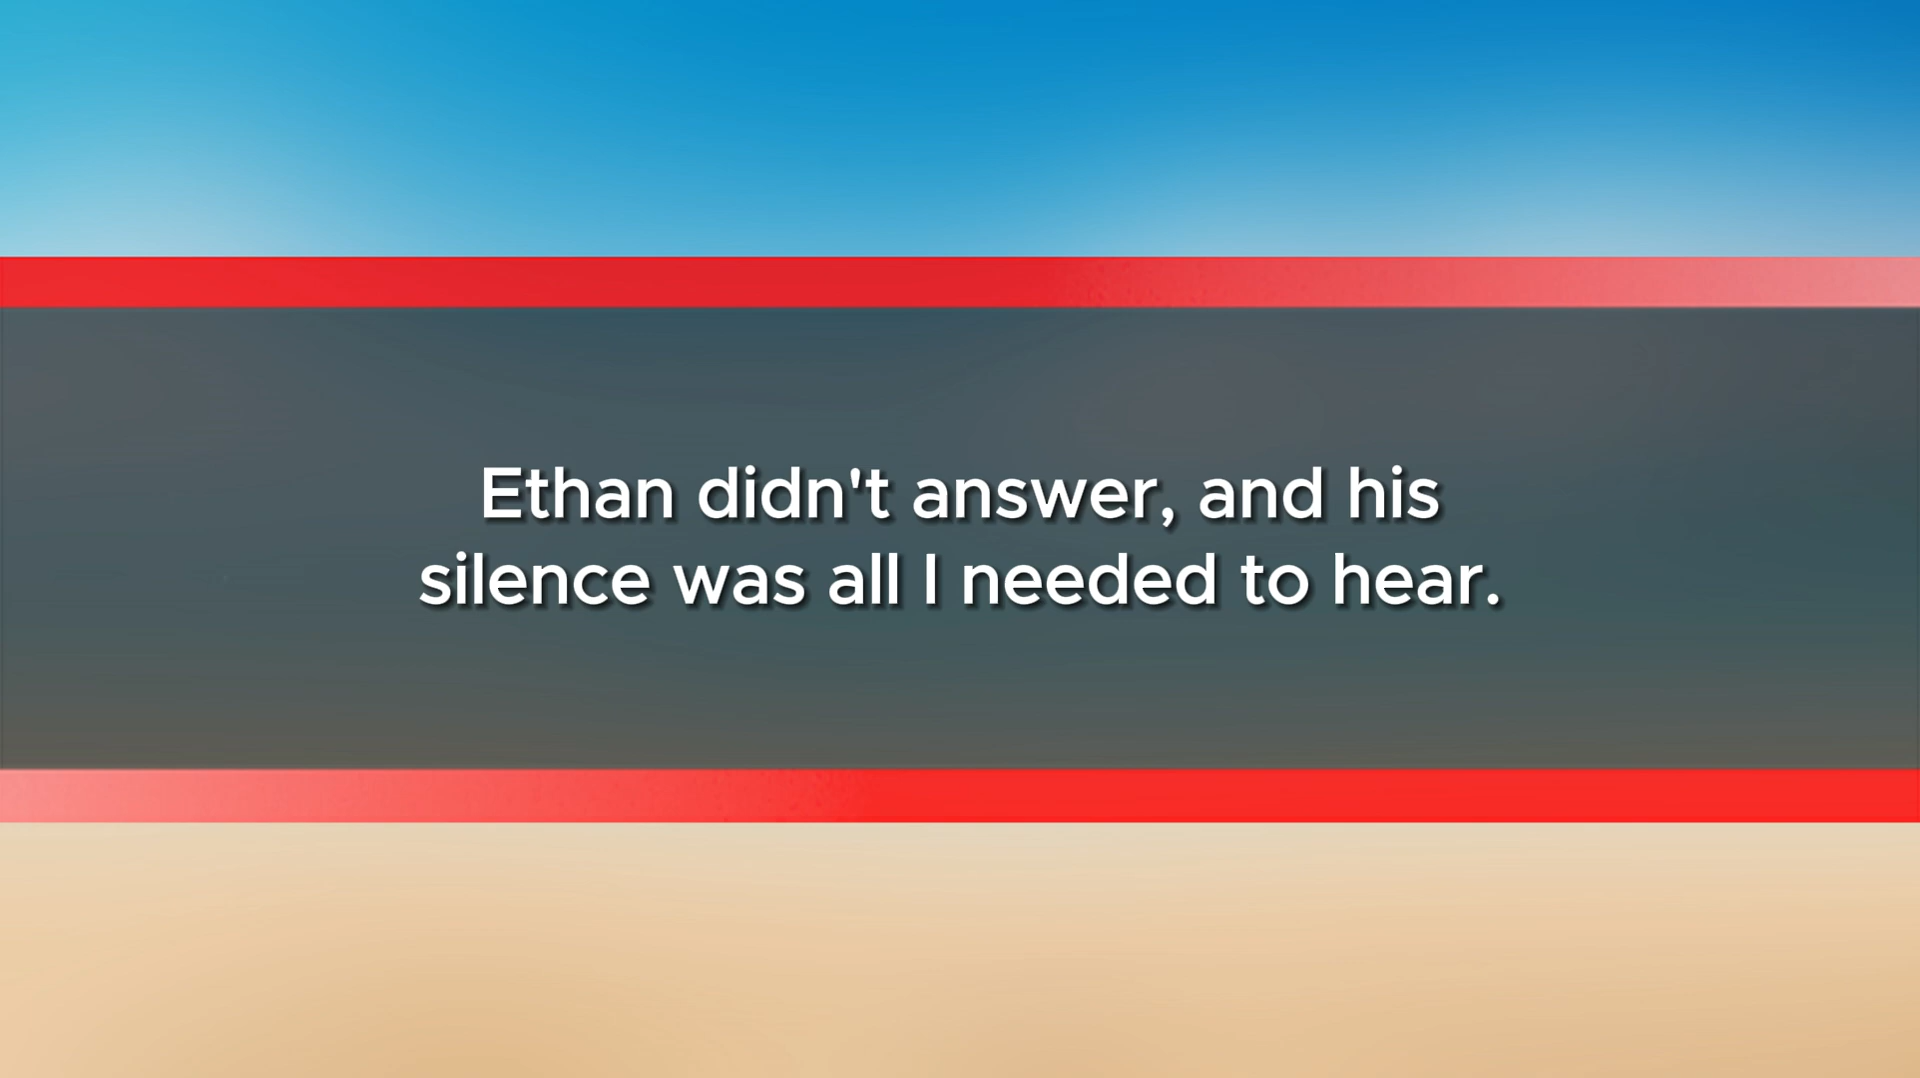 Ethan didn't answer, and his
silence was all I needed to hear.